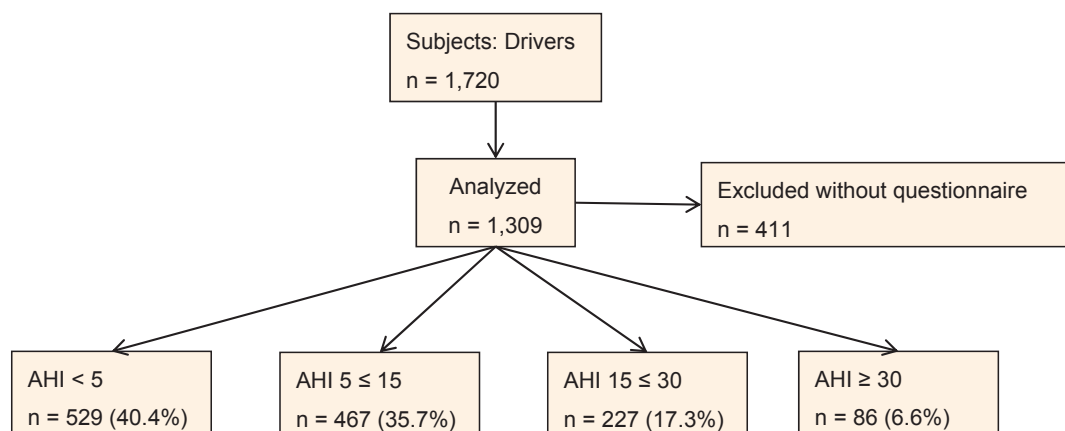 Subjects: Drivers
n = 1,720
Analyzed
n = 1,309
Excluded without questionnaire
n = 411
AHI < 5
n = 529 (40.4%)
AHI 5 ≤ 15
n = 467 (35.7%)
AHI 15 ≤ 30
n = 227 (17.3%)
AHI ≥ 30
n = 86 (6.6%)